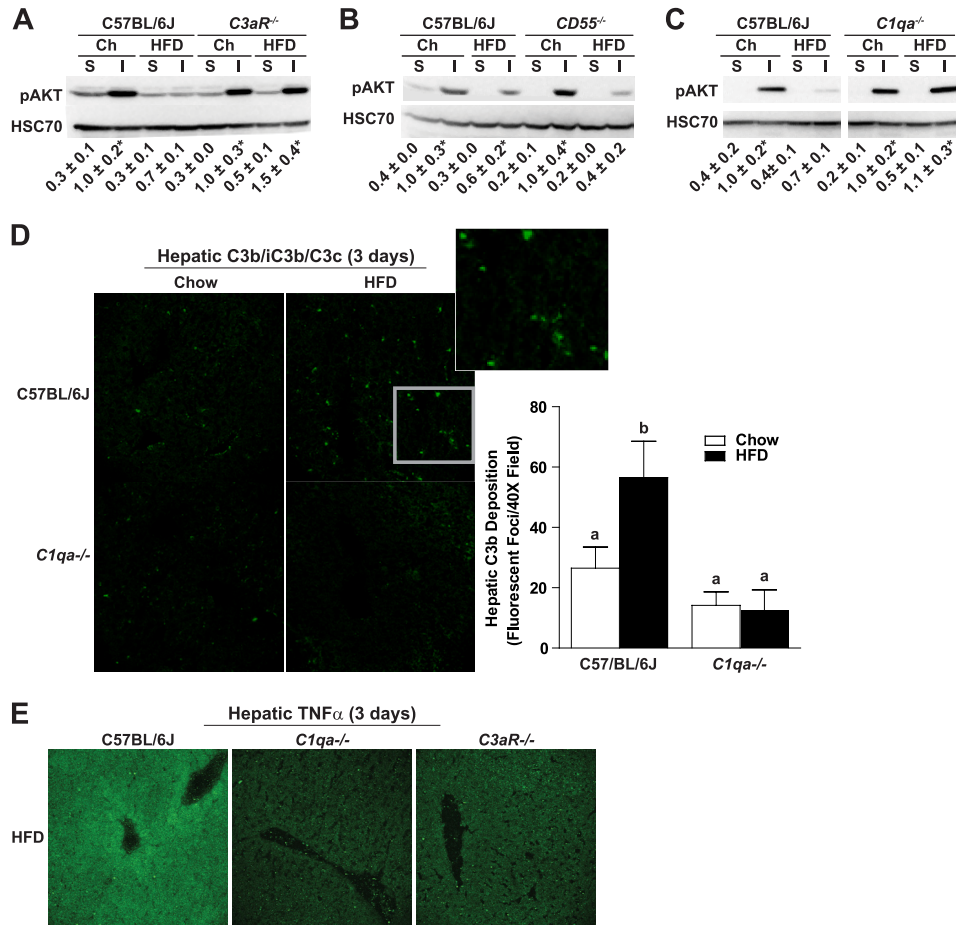 A
C57BL/6J C3aR-/-
Ch HFD Ch HFD
S I S I S I S I
pAKT
HSC70
0.3 ± 0.1 1.0 ± 0.2* 0.3 ± 0.1 0.7 ± 0.1 0.3 ± 0.0 1.0 ± 0.3* 0.5 ± 0.1 1.5 ± 0.4*
B
C57BL/6J CD55-/-
Ch HFD Ch HFD
S I S I S I S I
pAKT
HSC70
0.4 ± 0.0 1.0 ± 0.3* 0.3 ± 0.0 0.6 ± 0.2* 0.2 ± 0.1 1.0 ± 0.4* 0.2 ± 0.0 0.4 ± 0.2
C
C57BL/6J C1qa-/-
Ch HFD Ch HFD
S I S I S I S I
pAKT
HSC70
0.4 ± 0.2 1.0 ± 0.2* 0.4± 0.1 0.7 ± 0.1 0.2 ± 0.1 1.0 ± 0.2* 0.5 ± 0.1 1.1 ± 0.3*
D
Hepatic C3b/iC3b/C3c (3 days)
Chow HFD
C57BL/6J
C1qa-/-
Hepatic C3b Deposition
(Fluorescent Foci/40X Field)
80
60
40
20
0
Chow
HFD
a
b
a
a
C57/BL/6J C1qa-/-
E
Hepatic TNFα (3 days)
C57BL/6J C1qa-/- C3aR-/-
HFD